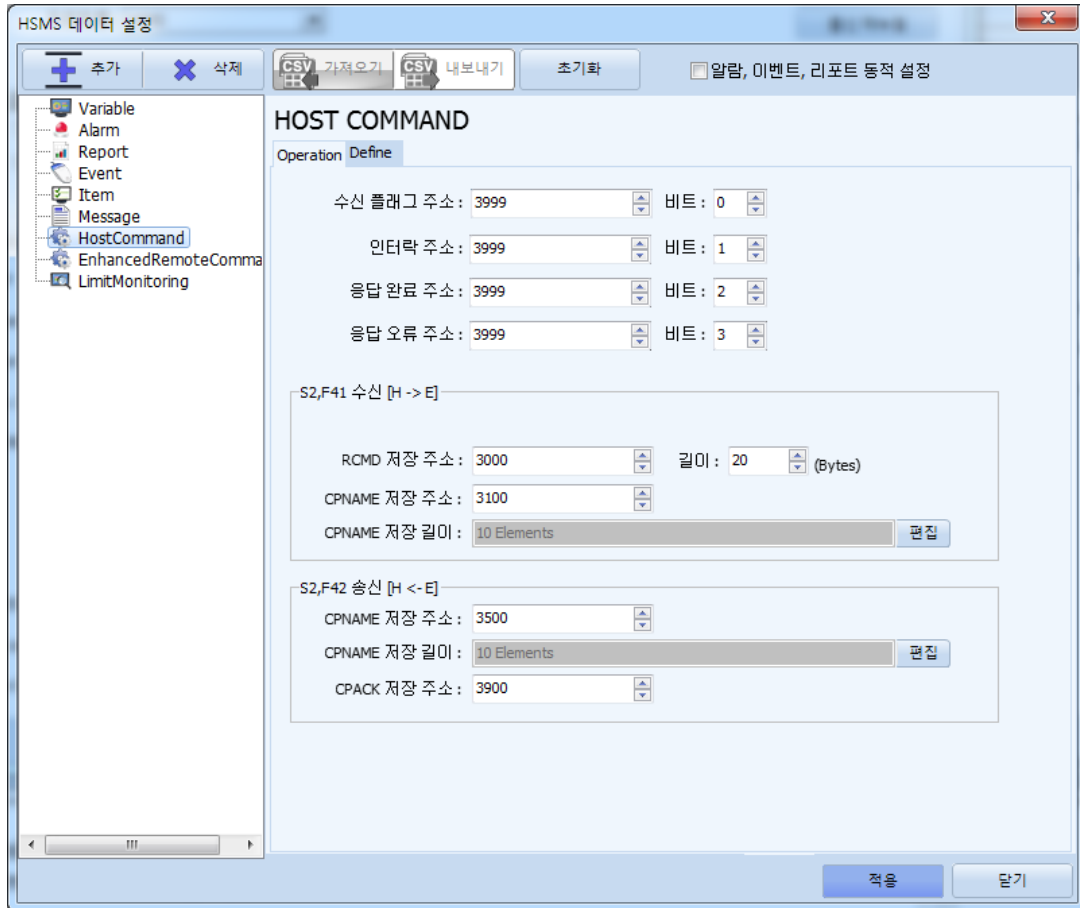 HSMS 데이터 설정
추가 삭제 CSV 가져오기 CSV 내보내기 초기화 알람, 이벤트, 리포트 동적 설정
Variable
Alarm
Report
Event
Item
Message
HostCommand
EnhancedRemoteComma
LimitMonitoring
HOST COMMAND
Operation Define
수신 플래그 주소 : 3999 비트 : 0
인터락 주소 : 3999 비트 : 1
응답 완료 주소 : 3999 비트 : 2
응답 오류 주소 : 3999 비트 : 3
S2,F41 수신 [H -> E]
RCMD 저장 주소 : 3000 길이 : 20 (Bytes)
CPNAME 저장 주소 : 3100
CPNAME 저장 길이 : 10 Elements 편집
S2,F42 송신 [H <- E]
CPNAME 저장 주소 : 3500
CPNAME 저장 길이 : 10 Elements 편집
CPACK 저장 주소 : 3900
적용 닫기